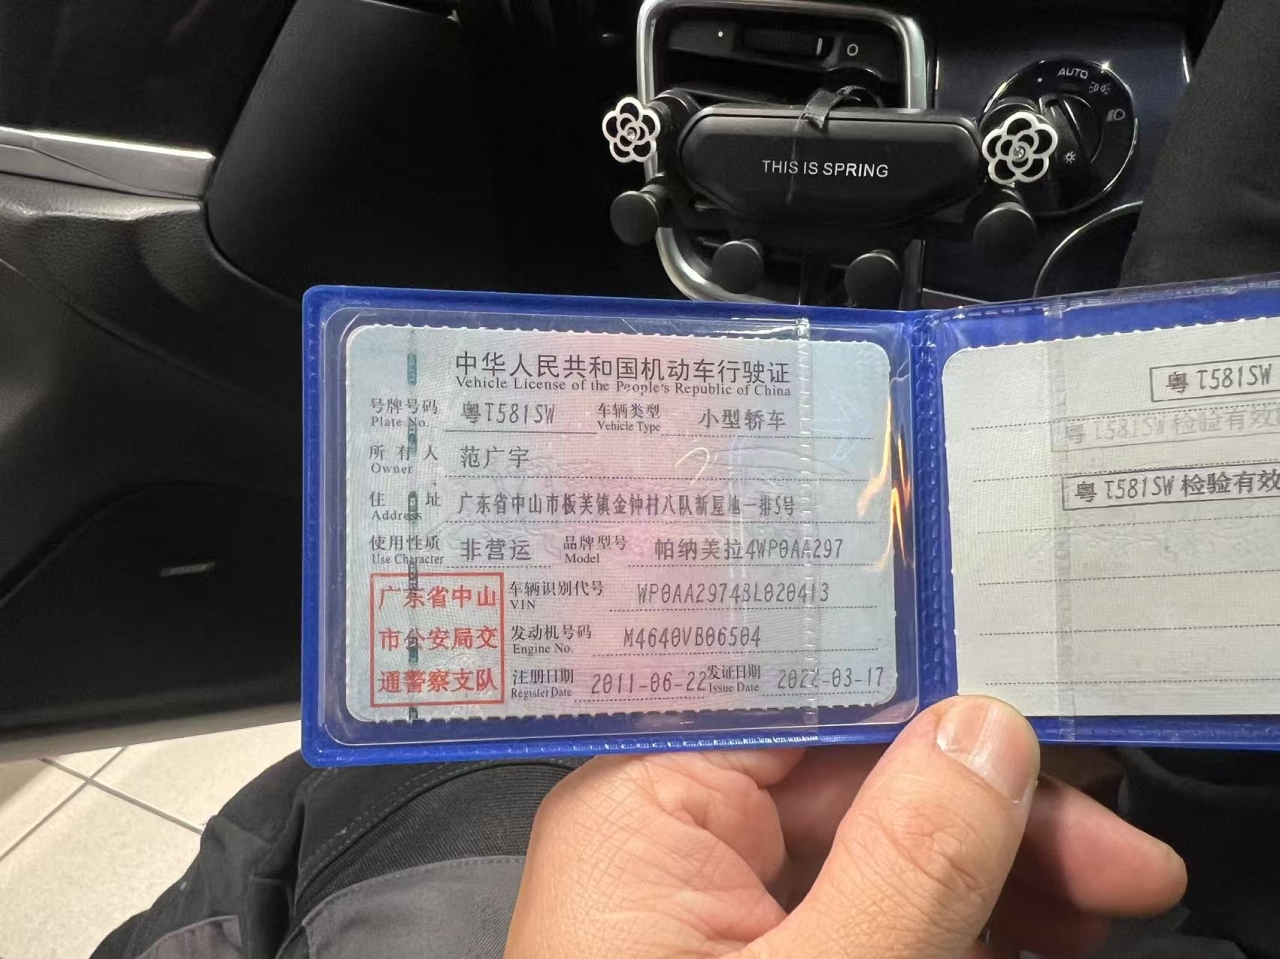 AUTO
THIS IS SPRING
中华人民共和国机动车行驶证
Vehicle License of the People's Republic of China
号牌号码 粤T581SW 车辆类型 小型轿车
Plate No. Vehicle Type
所有人 范广宇
Owner
住址 广东省中山市板芙镇金钟村八队新屋地一排5号
Address
使用性质 非营运 品牌型号 帕纳美拉4WP0AA297
Use Character Model
广东省中山
市公安局交
通警察支队
车辆识别代号 WP0AA2974BL020413
VIN
发动机号码 M4640VB06504
Engine No.
注册日期 2011-06-22 发证日期 2022-03-17
Register Date Issue Date
粤T581SW
粤T581SW 检验有效
粤T581SW 检验有效